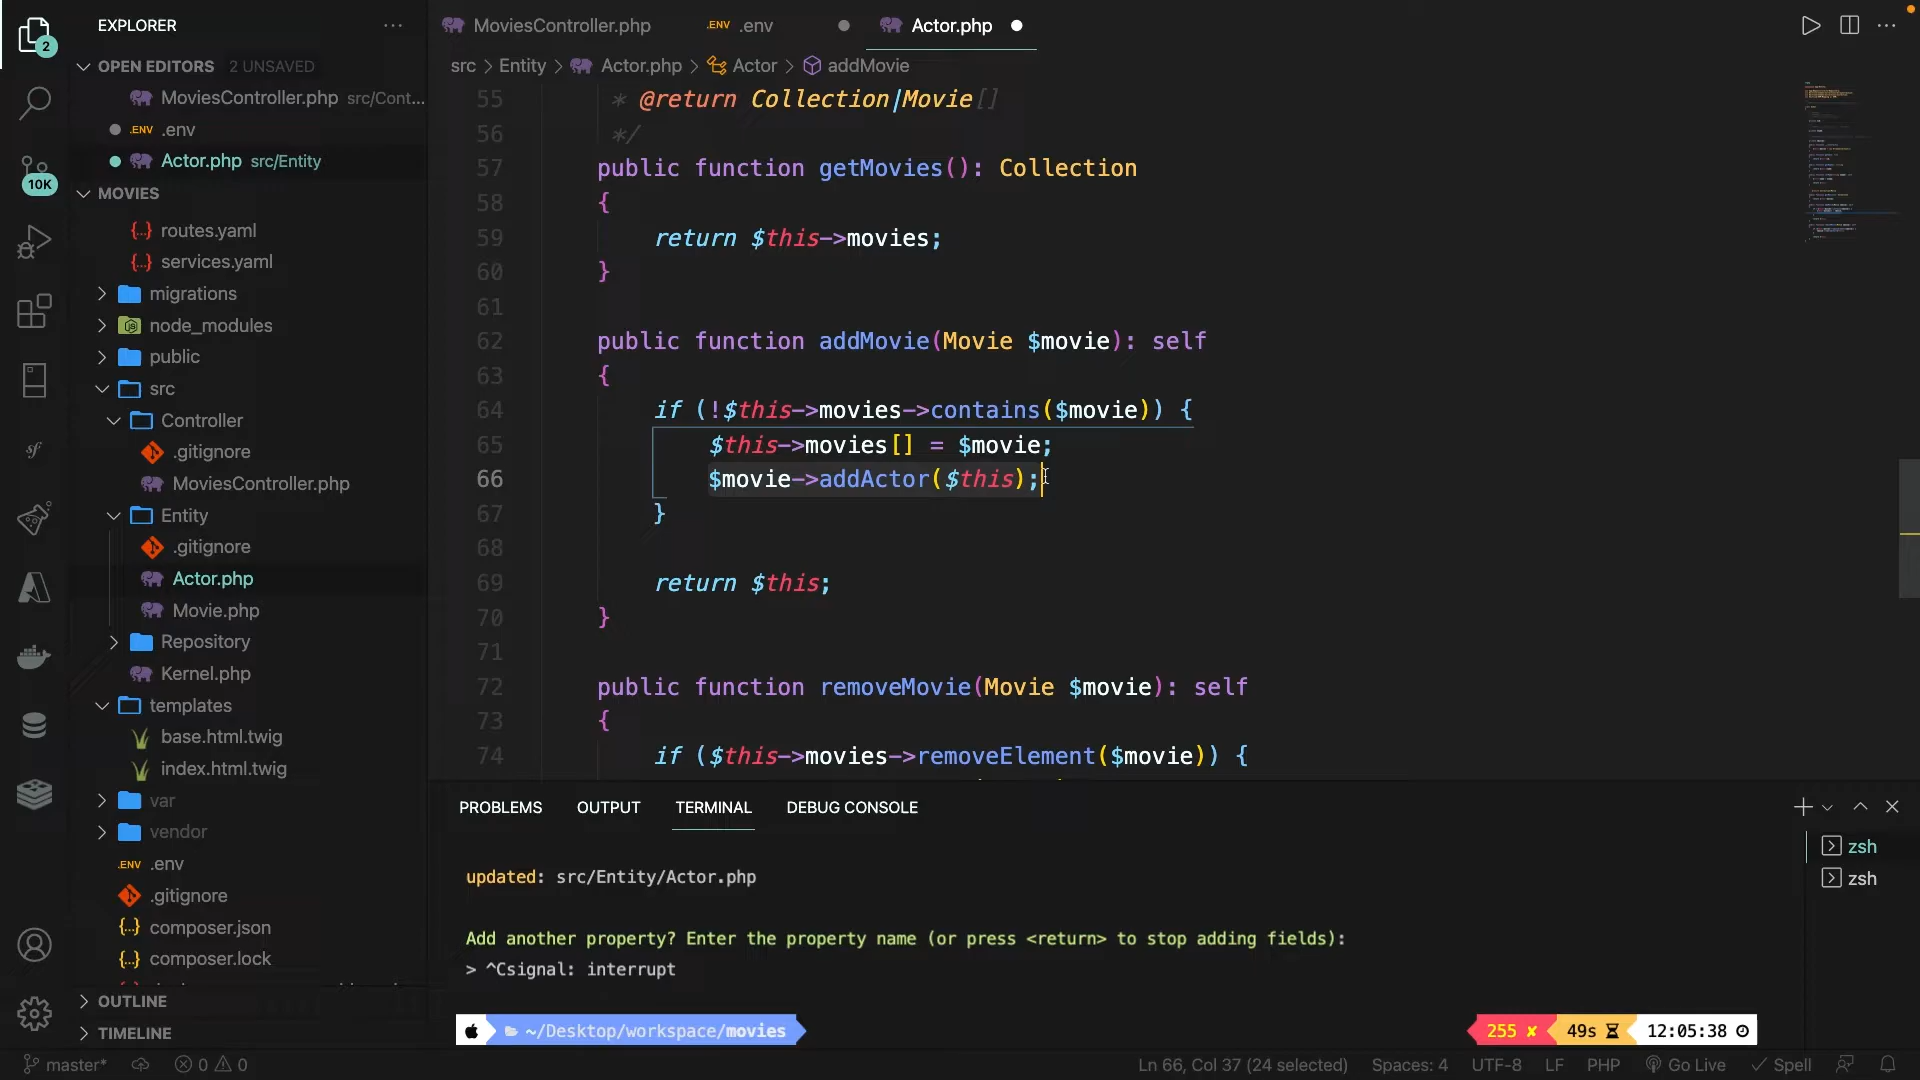 EXPLORER
OPEN EDITORS 2 UNSAVED
MoviesController.php src/Cont...
.ENV .env
Actor.php src/Entity
MOVIES
routes.yaml
services.yaml
migrations
node_modules
public
src
Controller
.gitignore
MoviesController.php
Entity
.gitignore
Actor.php
Movie.php
Repository
Kernel.php
templates
base.html.twig
index.html.twig
var
vendor
.ENV .env
.gitignore
composer.json
composer.lock
OUTLINE
TIMELINE
2
10K
sf
MoviesController.php
.ENV .env
Actor.php
src > Entity > Actor.php > Actor > addMovie
55 * @return Collection|Movie[]
56 */
57 public function getMovies(): Collection
58 {
59 return $this->movies;
60 }
61
62 public function addMovie(Movie $movie): self
63 {
64 if (!$this->movies->contains($movie)) {
65 $this->movies[] = $movie;
66 $movie->addActor($this);
67 }
68
69 return $this;
70 }
71
72 public function removeMovie(Movie $movie): self
73 {
74 if ($this->movies->removeElement($movie)) {
PROBLEMS OUTPUT TERMINAL DEBUG CONSOLE
zsh
zsh
updated: src/Entity/Actor.php
Add another property? Enter the property name (or press <return> to stop adding fields):
> ^Csignal: interrupt
~/Desktop/workspace/movies
255 ✘ 49s 12:05:38
master* 0 0 Ln 66, Col 37 (24 selected) Spaces: 4 UTF-8 LF PHP Go Live Spell